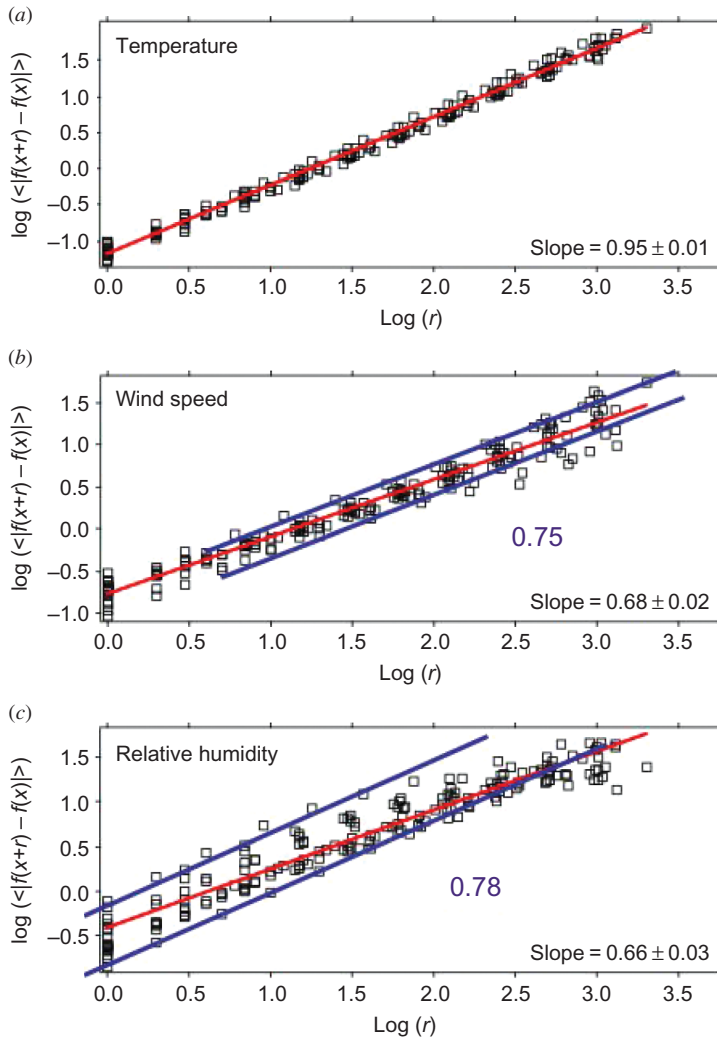 (a)
Temperature
log (<|f(x+r) – f(x)|>)
1.5
1.0
0.5
0.0
–0.5
–1.0
Slope = 0.95 ± 0.01
0.0 0.5 1.0 1.5 2.0 2.5 3.0 3.5
Log (r)
(b)
Wind speed
log (<|f(x+r) – f(x)|>)
1.5
1.0
0.5
0.0
–0.5
–1.0
0.75
Slope = 0.68 ± 0.02
0.0 0.5 1.0 1.5 2.0 2.5 3.0 3.5
Log (r)
(c)
Relative humidity
log (<|f(x+r) – f(x)|>)
1.5
1.0
0.5
0.0
–0.5
0.78
Slope = 0.66 ± 0.03
0.0 0.5 1.0 1.5 2.0 2.5 3.0 3.5
Log (r)